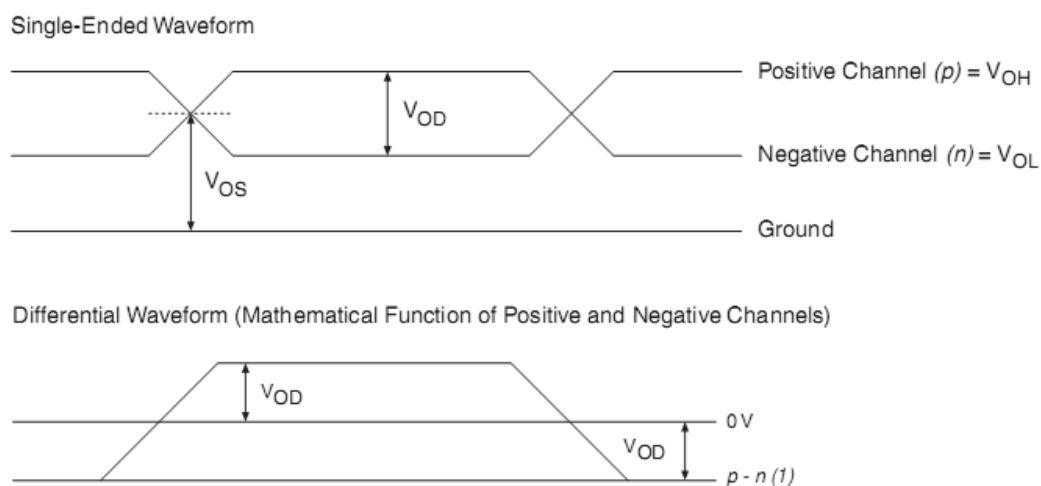 Single-Ended Waveform
Positive Channel (p) = VOH
VOD
Negative Channel (n) = VOL
VOS
Ground
Differential Waveform (Mathematical Function of Positive and Negative Channels)
VOD
0 V
VOD
p - n (1)